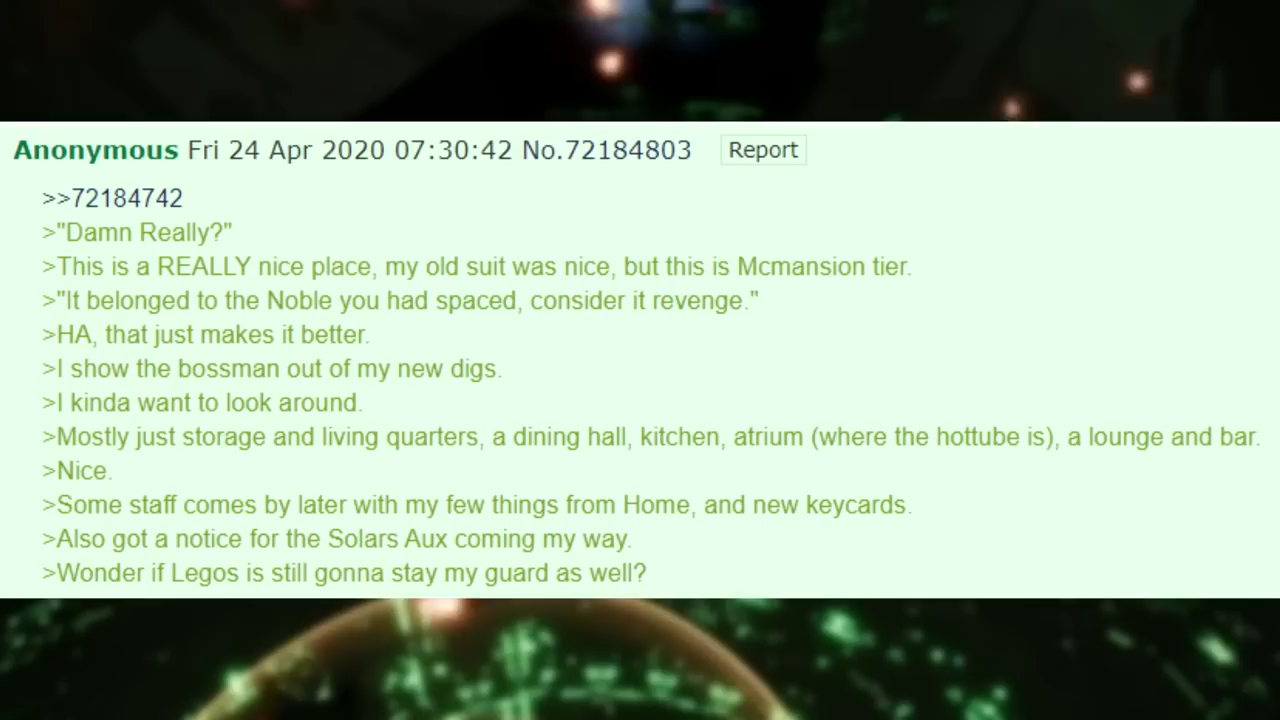 Anonymous Fri 24 Apr 2020 07:30:42 No.72184803 Report
>>72184742
>"Damn Really?"
>This is a REALLY nice place, my old suit was nice, but this is Mcmansion tier.
>"It belonged to the Noble you had spaced, consider it revenge."
>HA, that just makes it better.
>I show the bossman out of my new digs.
>I kinda want to look around.
>Mostly just storage and living quarters, a dining hall, kitchen, atrium (where the hottube is), a lounge and bar.
>Nice.
>Some staff comes by later with my few things from Home, and new keycards.
>Also got a notice for the Solars Aux coming my way.
>Wonder if Legos is still gonna stay my guard as well?